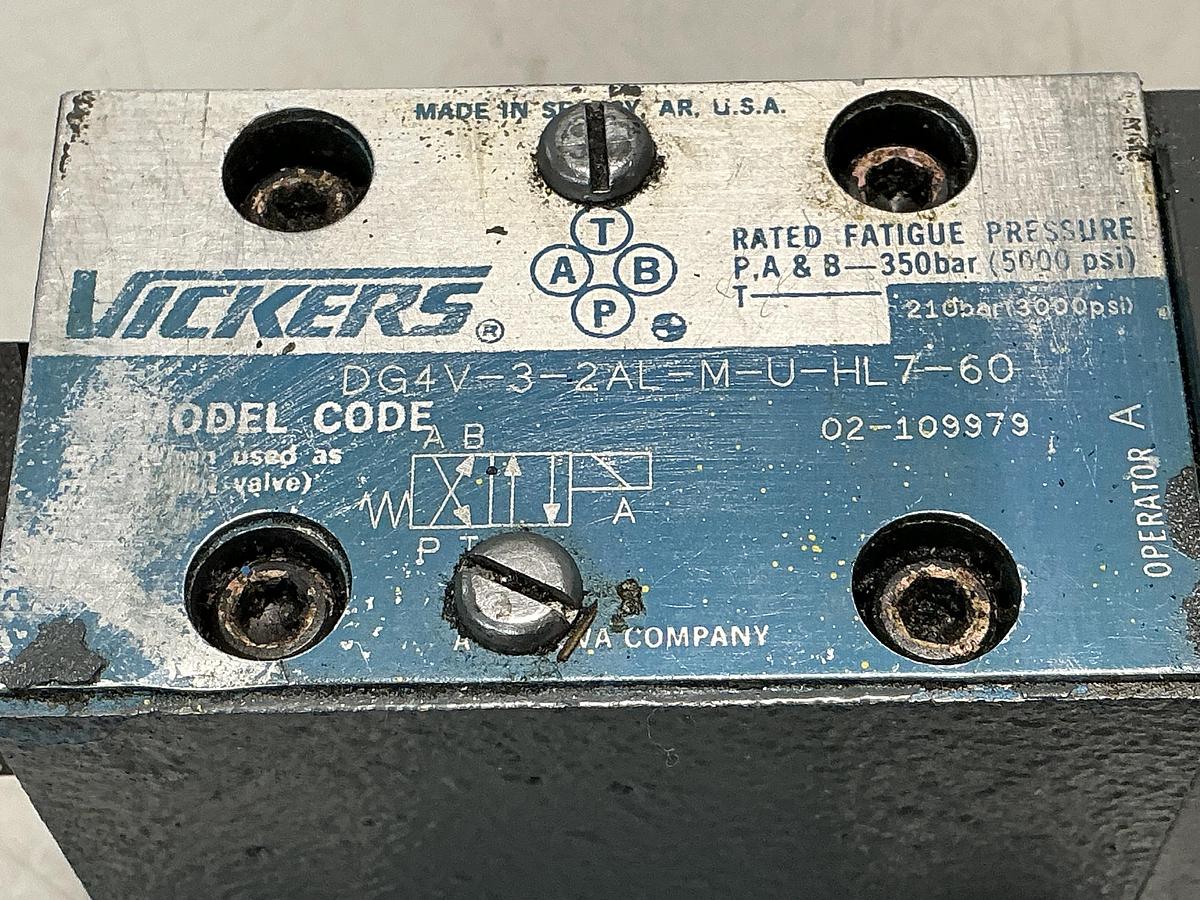 MADE IN AR, U.S.A.
T
A B
P
VICKERS ®
RATED FATIGUE PRESSURE
P,A & B—350bar (5000 psi)
T— 210bar(3000psi)
DG4V-3-2AL-M-U-HL7-60
MODEL CODE
02-109979
used as
valve)
A B
A
P T
OPERATOR A
A COMPANY